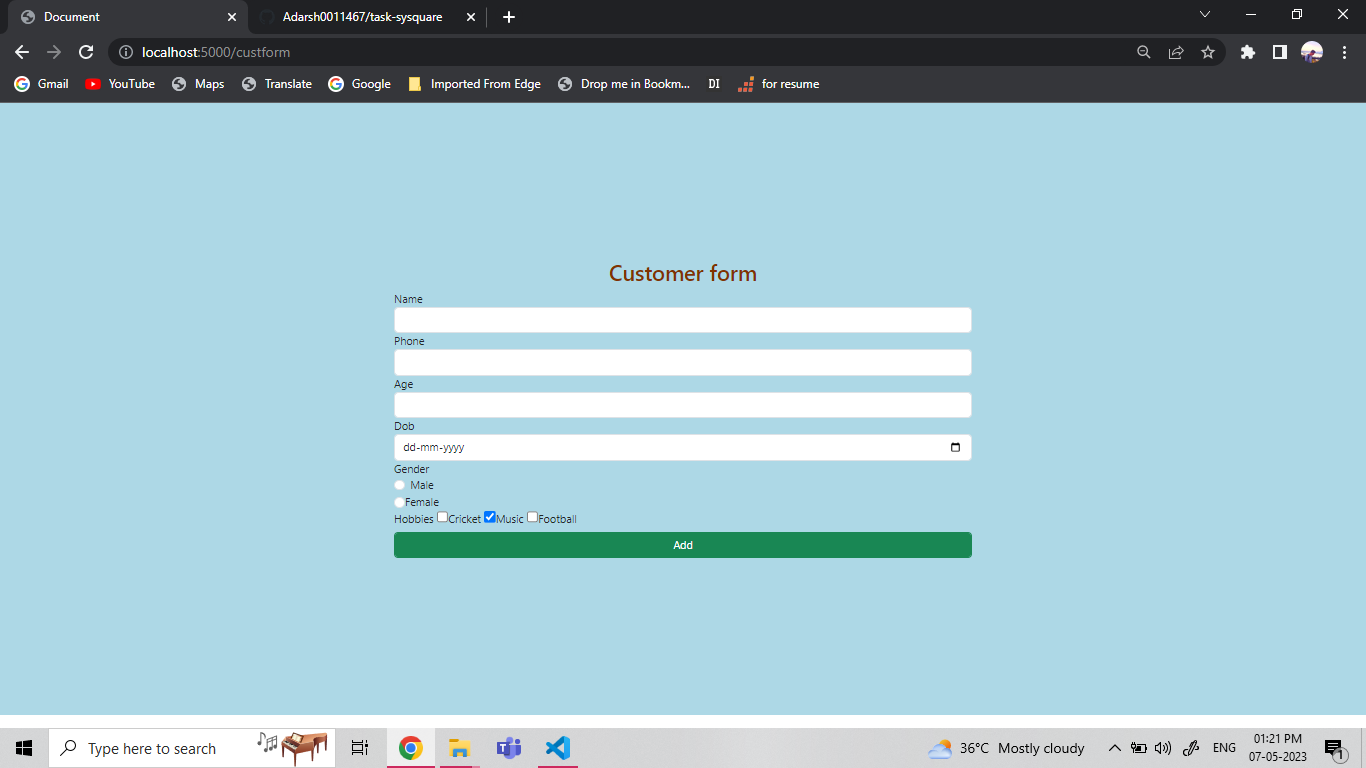 Document
Adarsh0011467/task-sysquare
localhost:5000/custform
Gmail YouTube Maps Translate Google Imported From Edge Drop me in Bookm... DI for resume
Customer form
Name
Phone
Age
Dob
dd-mm-yyyy
Gender
Male
Female
Hobbies Cricket Music Football
Add
Type here to search
36°C Mostly cloudy
ENG
01:21 PM
07-05-2023
1